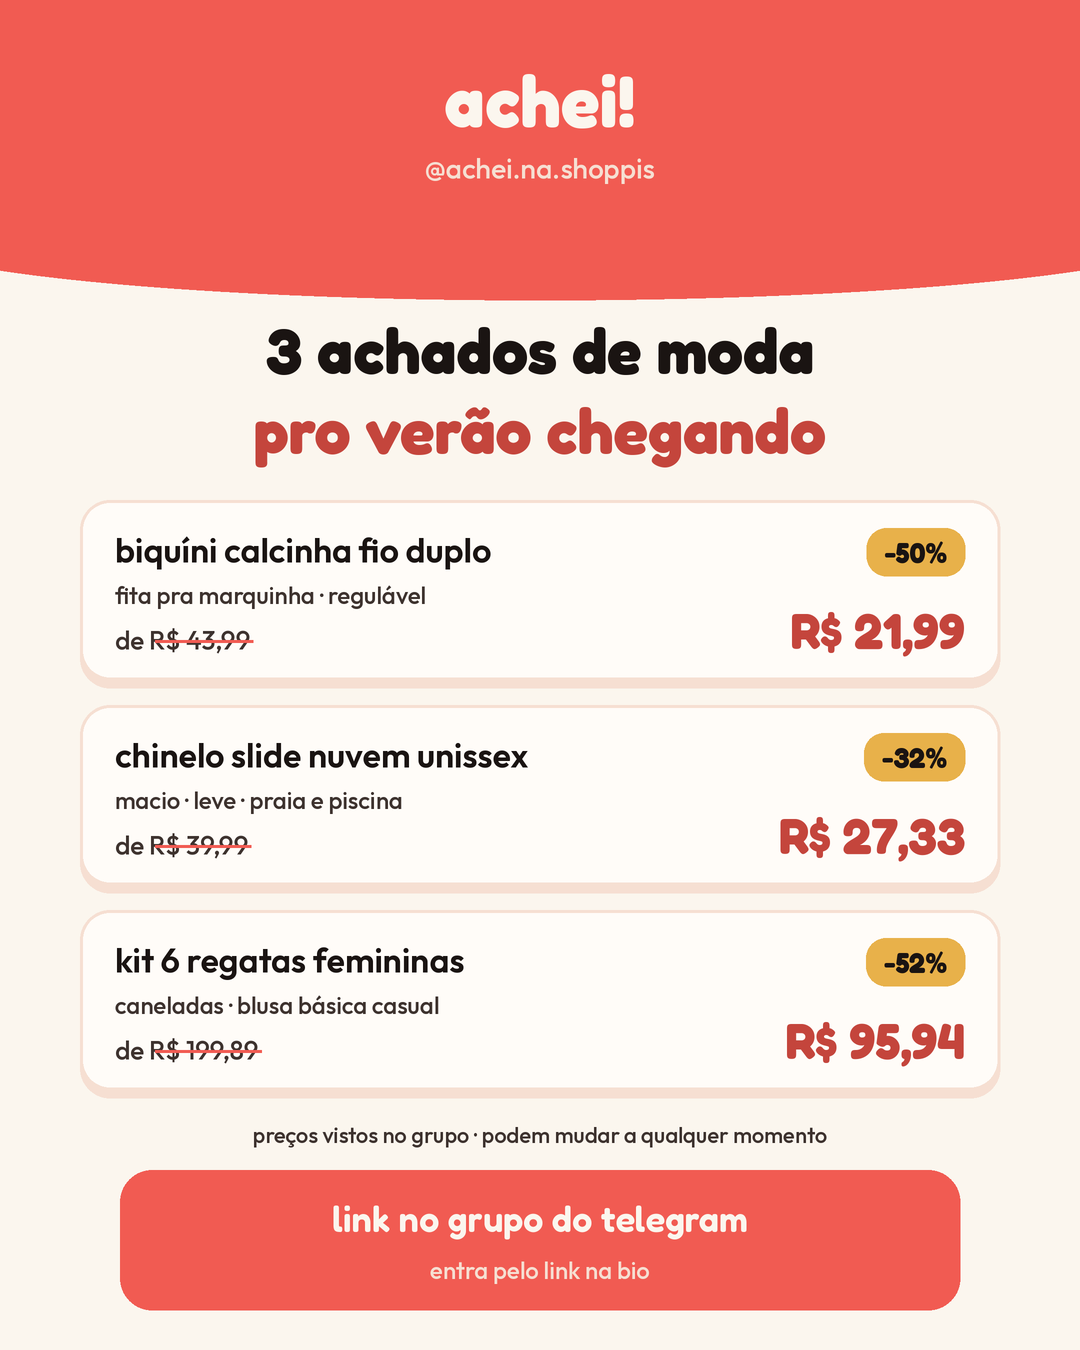 achei!
@achei.na.shoppis
3 achados de moda
pro verão chegando
biquíni calcinha fio duplo
-50%
fita pra marquinha · regulável
de R$ 43,99
R$ 21,99
chinelo slide nuvem unissex
-32%
macio · leve · praia e piscina
de R$ 39,99
R$ 27,33
kit 6 regatas femininas
-52%
caneladas · blusa básica casual
de R$ 199,89
R$ 95,94
preços vistos no grupo · podem mudar a qualquer momento
link no grupo do telegram
entra pelo link na bio